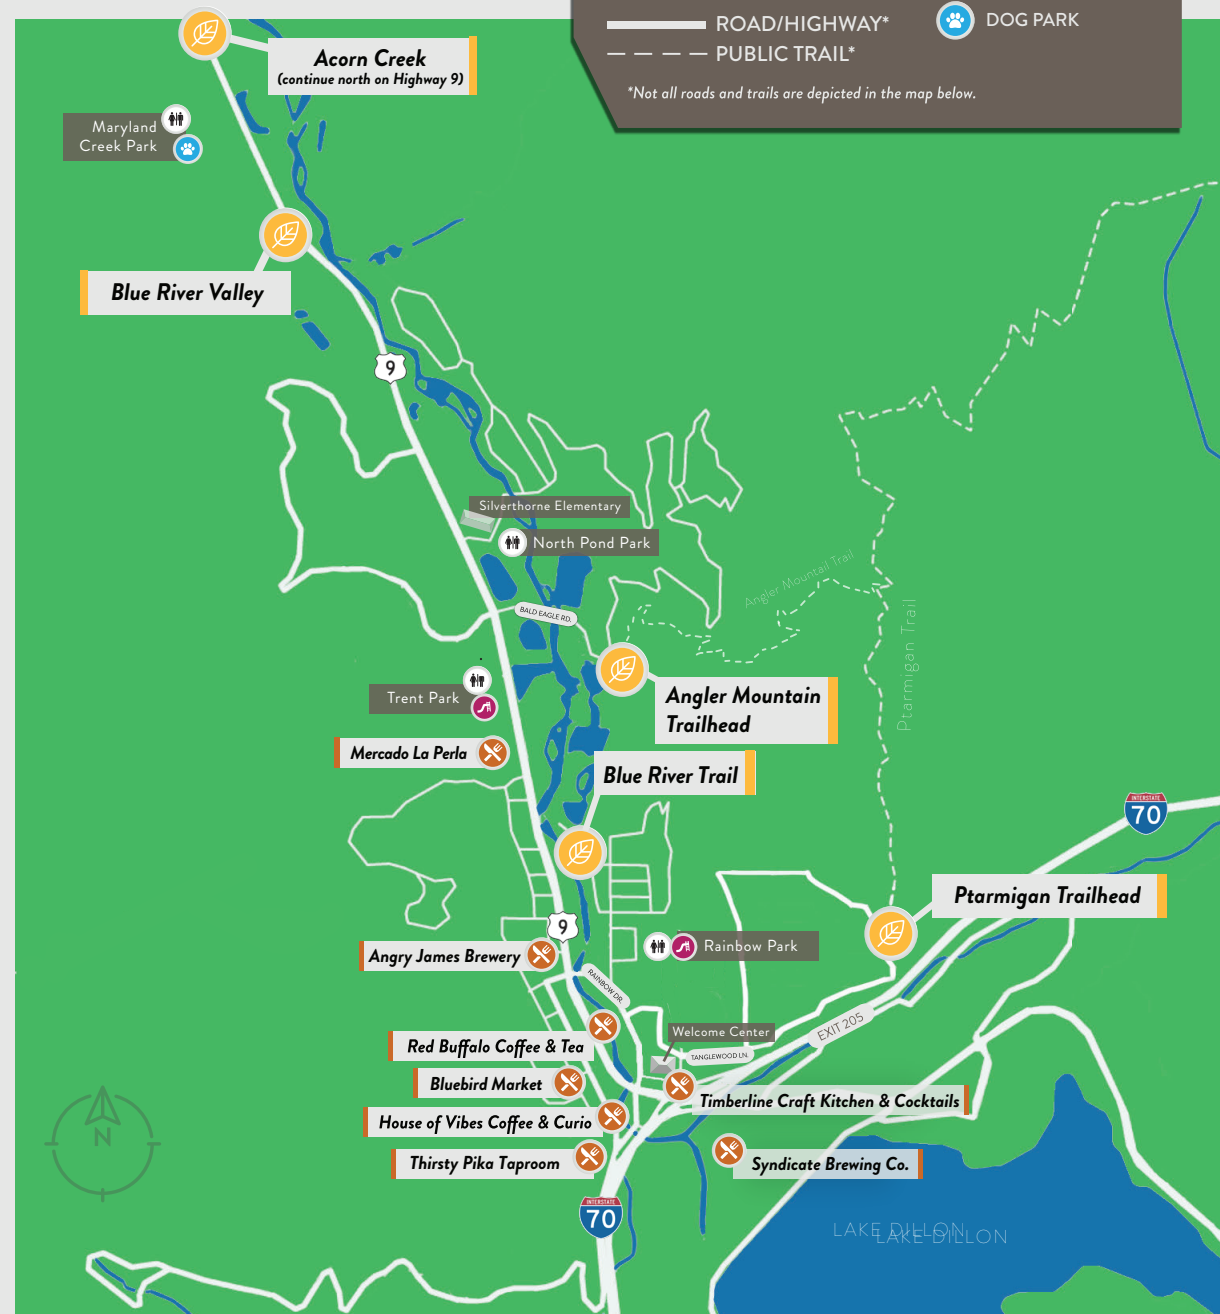 ROAD/HIGHWAY*
DOG PARK
PUBLIC TRAIL*
*Not all roads and trails are depicted in the map below.
Acorn Creek
(continue north on Highway 9)
Maryland
Creek Park
Blue River Valley
9
Silverthorne Elementary
North Pond Park
Angler Mountail Trail
BALD EAGLE RD.
Ptarmigan Trail
Trent Park
Angler Mountain
Trailhead
Mercado La Perla
Blue River Trail
INTERSTATE
70
Ptarmigan Trailhead
9
Angry James Brewery
Rainbow Park
RAINBOW DR.
EXIT 205
Welcome Center
Red Buffalo Coffee & Tea
TANGLEWOOD LN.
Bluebird Market
Timberline Craft Kitchen & Cocktails
House of Vibes Coffee & Curio
N
Thirsty Pika Taproom
Syndicate Brewing Co.
INTERSTATE
70
LAKE DILLON
LAKE DILLON